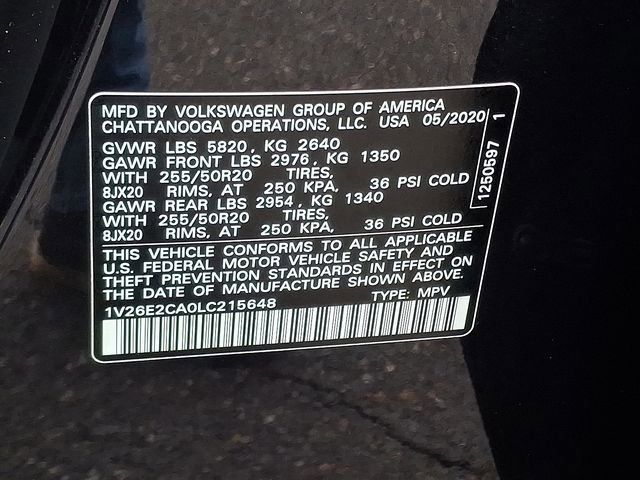 MFD BY VOLKSWAGEN GROUP OF AMERICA
CHATTANOOGA OPERATIONS, LLC. USA 05/2020
GVWR LBS 5820, KG 2640
GAWR FRONT LBS 2976, KG 1350
WITH 255/50R20 TIRES,
8JX20 RIMS, AT 250 KPA, 36 PSI COLD
GAWR REAR LBS 2954, KG 1340
WITH 255/50R20 TIRES,
8JX20 RIMS, AT 250 KPA, 36 PSI COLD
1250597 1
THIS VEHICLE CONFORMS TO ALL APPLICABLE
U.S. FEDERAL MOTOR VEHICLE SAFETY AND
THEFT PREVENTION STANDARDS IN EFFECT ON
THE DATE OF MANUFACTURE SHOWN ABOVE.
1V26E2CA0LC215648 TYPE: MPV